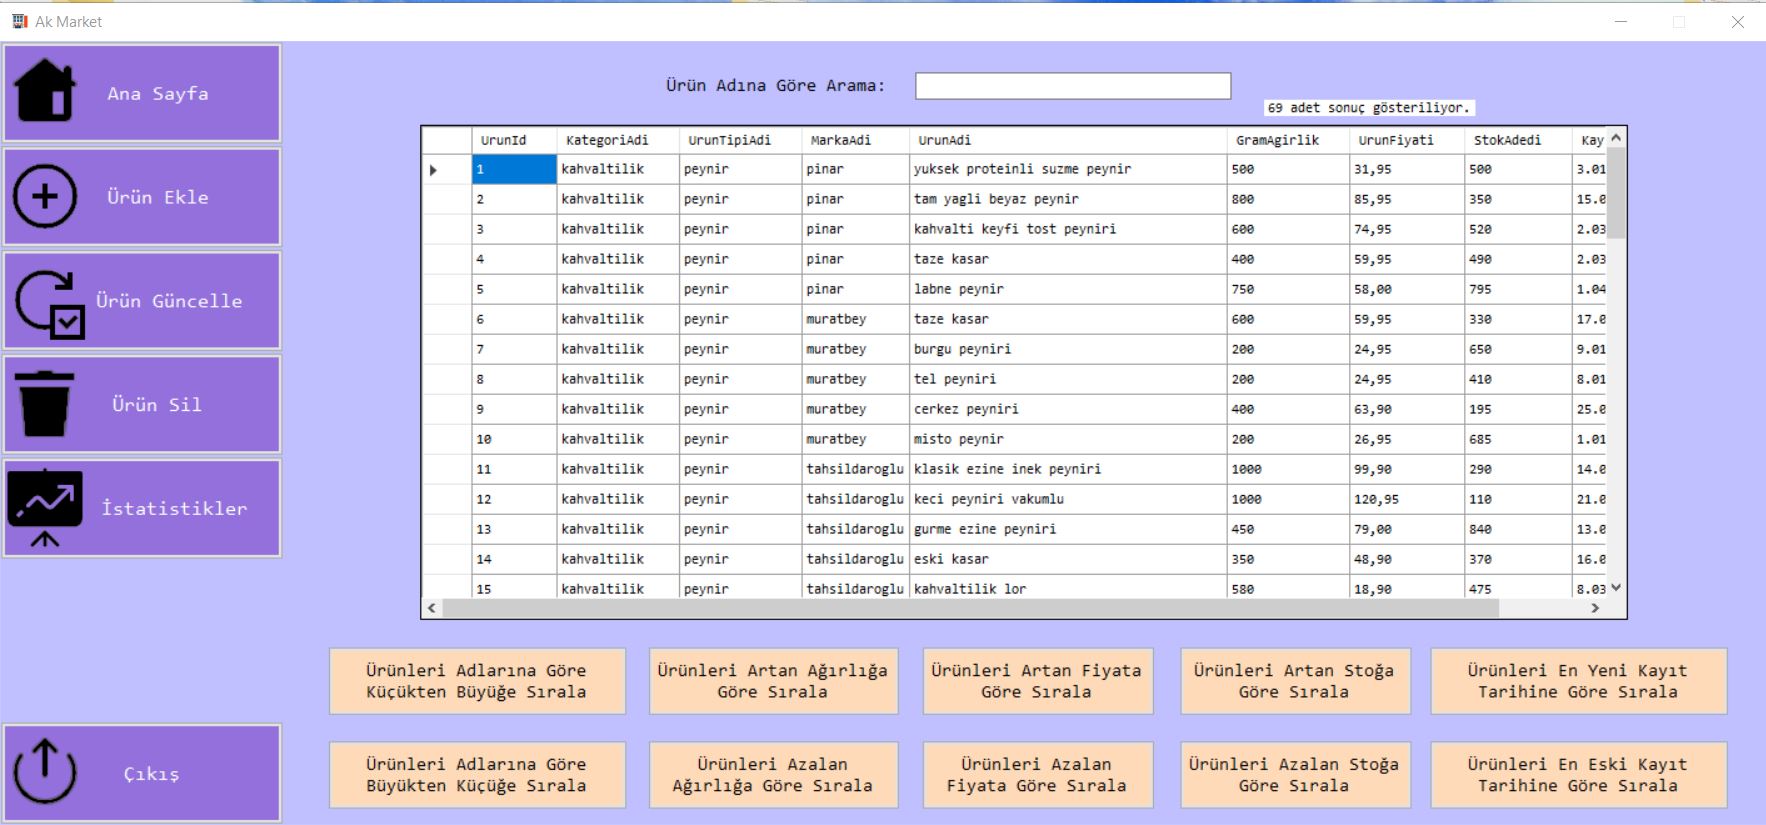 Ak Market
Ana Sayfa
Ürün Ekle
Ürün Güncelle
Ürün Sil
İstatistikler
Çıkış
Ürün Adına Göre Arama:
69 adet sonuç gösteriliyor.
UrunId KategoriAdi UrunTipiAdi MarkaAdi UrunAdi GramAgirlik UrunFiyati StokAdedi Kay
1 kahvaltilik peynir pinar yuksek proteinli suzme peynir 500 31,95 500 3.01
2 kahvaltilik peynir pinar tam yagli beyaz peynir 800 85,95 350 15.0
3 kahvaltilik peynir pinar kahvalti keyfi tost peyniri 600 74,95 520 2.03
4 kahvaltilik peynir pinar taze kasar 400 59,95 490 2.03
5 kahvaltilik peynir pinar labne peynir 750 58,00 795 1.04
6 kahvaltilik peynir muratbey taze kasar 600 59,95 330 17.0
7 kahvaltilik peynir muratbey burgu peyniri 200 24,95 650 9.01
8 kahvaltilik peynir muratbey tel peyniri 200 24,95 410 8.01
9 kahvaltilik peynir muratbey cerkez peyniri 400 63,90 195 25.0
10 kahvaltilik peynir muratbey misto peynir 200 26,95 685 1.01
11 kahvaltilik peynir tahsildaroglu klasik ezine inek peyniri 1000 99,90 290 14.0
12 kahvaltilik peynir tahsildaroglu keci peyniri vakumlu 1000 120,95 110 21.0
13 kahvaltilik peynir tahsildaroglu gurme ezine peyniri 450 79,00 840 13.0
14 kahvaltilik peynir tahsildaroglu eski kasar 350 48,90 370 16.0
15 kahvaltilik peynir tahsildaroglu kahvaltilik lor 580 18,90 475 8.03
Ürünleri Adlarına Göre
Küçükten Büyüğe Sırala
Ürünleri Artan Ağırlığa
Göre Sırala
Ürünleri Artan Fiyata
Göre Sırala
Ürünleri Artan Stoğa
Göre Sırala
Ürünleri En Yeni Kayıt
Tarihine Göre Sırala
Ürünleri Adlarına Göre
Büyükten Küçüğe Sırala
Ürünleri Azalan
Ağırlığa Göre Sırala
Ürünleri Azalan
Fiyata Göre Sırala
Ürünleri Azalan Stoğa
Göre Sırala
Ürünleri En Eski Kayıt
Tarihine Göre Sırala